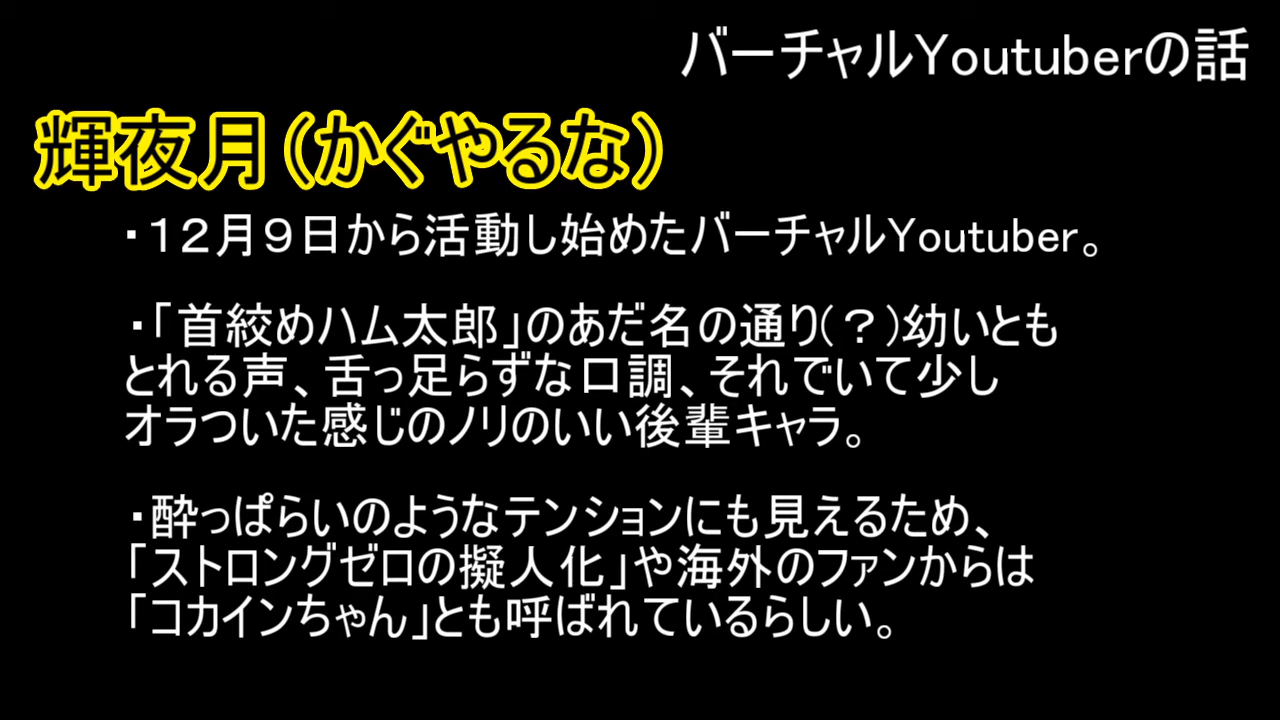 バーチャルYoutuberの話
輝夜月（かぐやるな）
・１２月９日から活動し始めたバーチャルYoutuber。
・「首絞めハム太郎」のあだ名の通り(？)幼いとも
とれる声、舌っ足らずな口調、それでいて少し
オラついた感じのノリのいい後輩キャラ。
・酔っぱらいのようなテンションにも見えるため、
「ストロングゼロの擬人化」や海外のファンからは
「コカインちゃん」とも呼ばれているらしい。